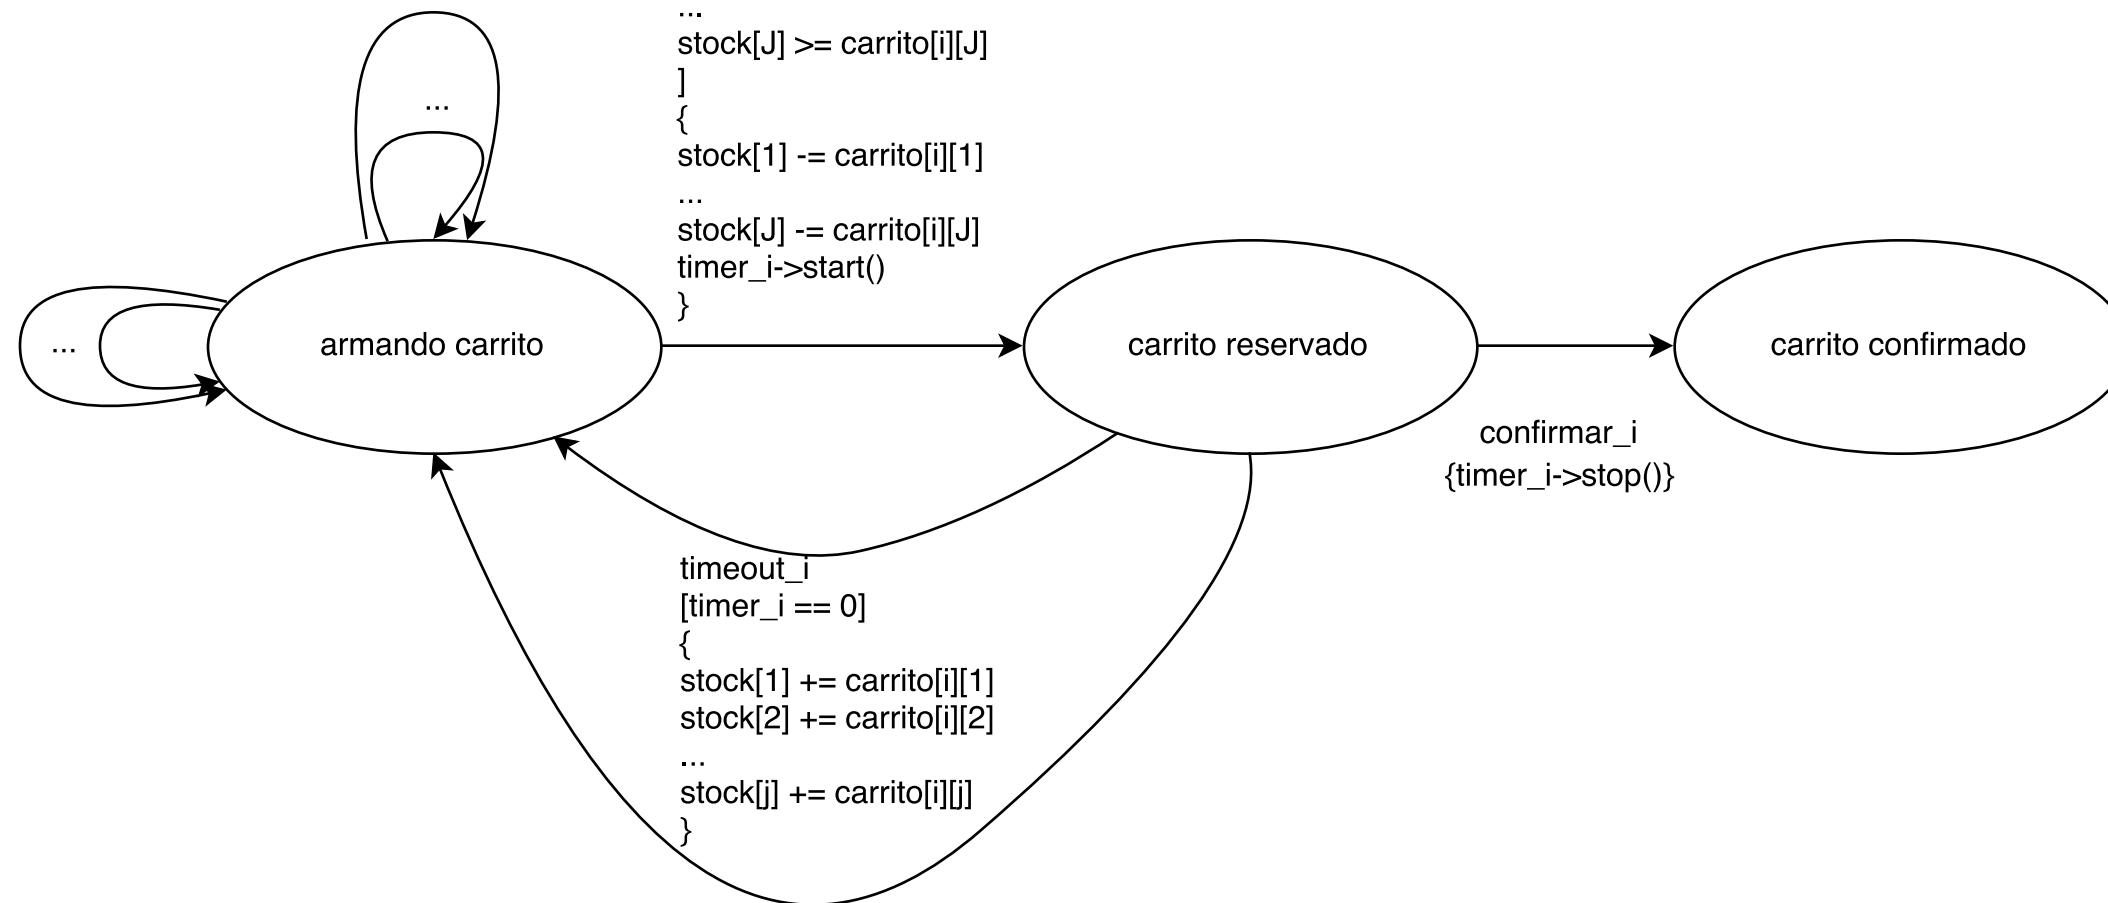 ...
stock[J] >= carrito[i][J]
]
{
stock[1] -= carrito[i][1]
...
stock[J] -= carrito[i][J]
timer_i->start()
}
...
...
armando carrito
carrito reservado
carrito confirmado
confirmar_i
{timer_i->stop()}
timeout_i
[timer_i == 0]
{
stock[1] += carrito[i][1]
stock[2] += carrito[i][2]
...
stock[j] += carrito[i][j]
}